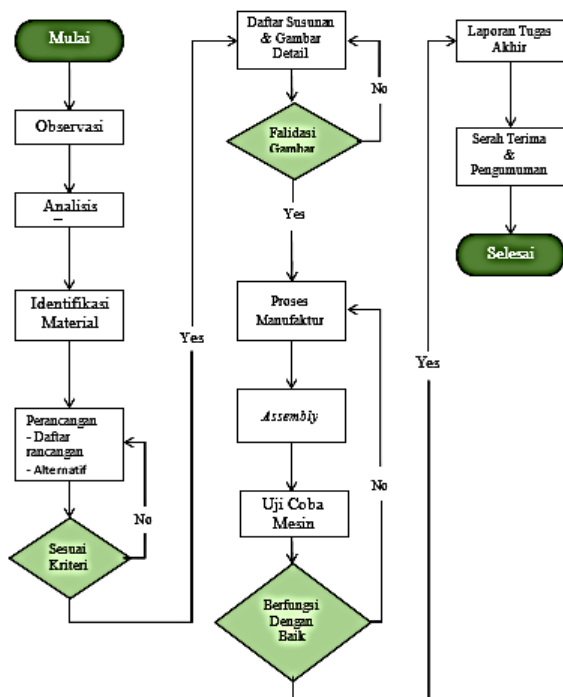 Mulai
Observasi
Analisis
Identifikasi
Material
Perancangan
- Daftar
rancangan
- Alternatif
No
Sesuai
Kriteri
Yes
Daftar Susunan
& Gambar
Detail
No
Falidasi
Gambar
Yes
Proses
Manufaktur
Assembly
No
Uji Coba
Mesin
Berfungsi
Dengan
Baik
Yes
Laporan Tugas
Akhir
Serah Terima
&
Pengumuman
Selesai